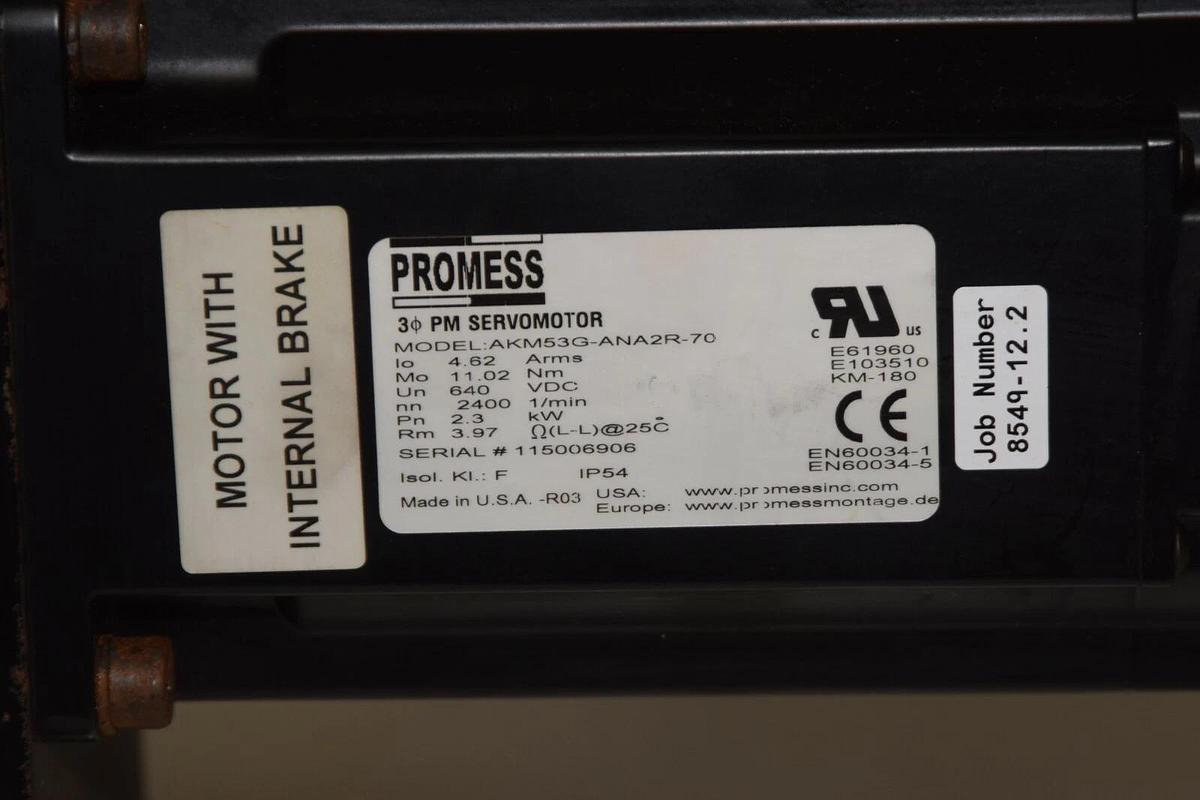 MOTOR WITH
INTERNAL BRAKE
PROMESS
3ϕ PM SERVOMOTOR
MODEL:AKM53G-ANA2R-70
Io 4.62 Arms
Mo 11.02 Nm
Un 640 VDC
nn 2400 1/min
Pn 2.3 kW
Rm 3.97 Ω(L-L)@25°C
SERIAL # 115006906
Isol. Kl.: F IP54
Made in U.S.A. -R03
USA: www.promessinc.com
Europe: www.promessmontage.de
c RU us
E61960
E103510
KM-180
CE
EN60034-1
EN60034-5
Job Number
8549-12.2